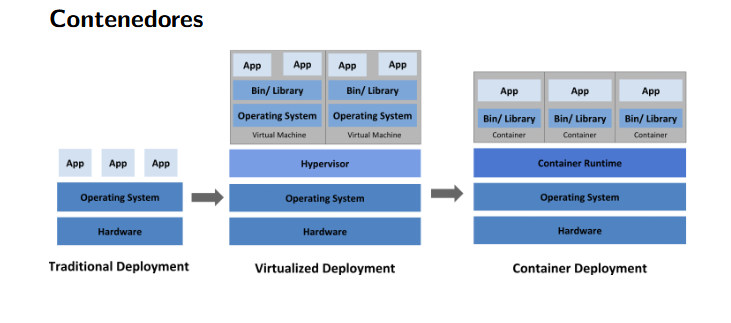 Contenedores
App App App
Operating System
Hardware
Traditional Deployment
App App App App
Bin/ Library Bin/ Library
Operating System Operating System
Virtual Machine Virtual Machine
Hypervisor
Operating System
Hardware
Virtualized Deployment
App App App
Bin/ Library Bin/ Library Bin/ Library
Container Container Container
Container Runtime
Operating System
Hardware
Container Deployment